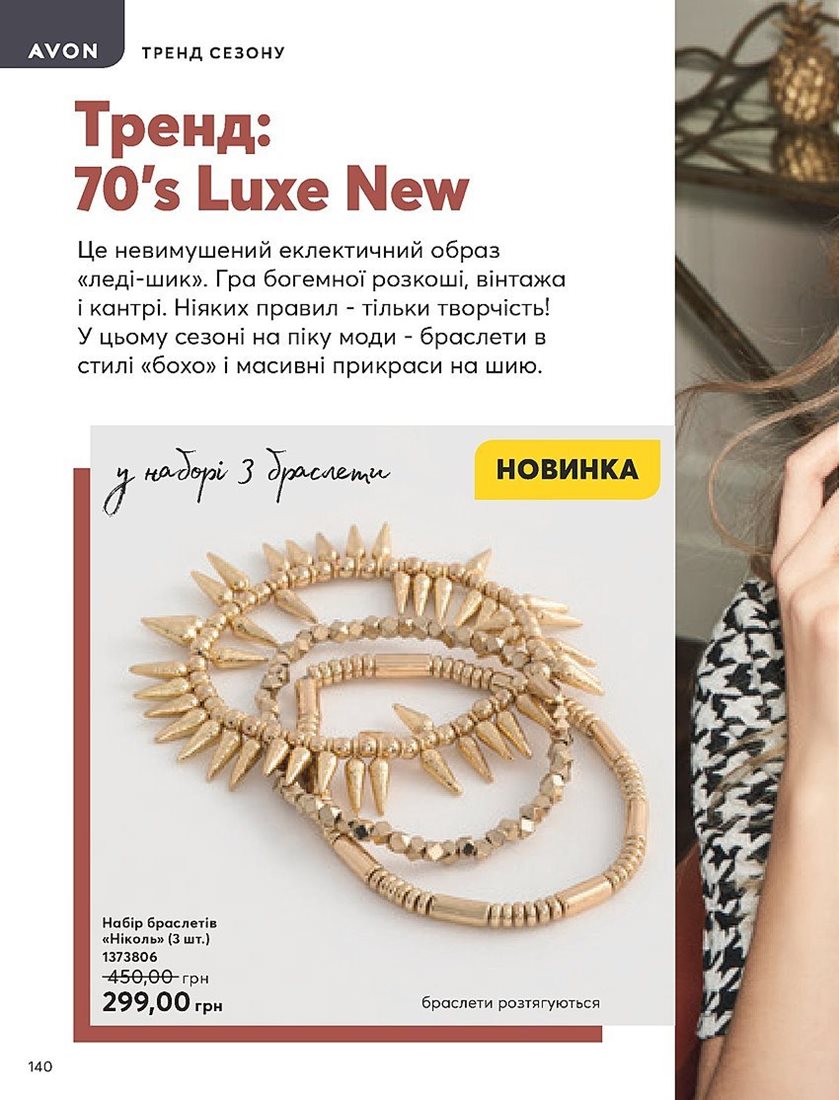 AVON
ТРЕНД СЕЗОНУ
Тренд:
70's Luxe New
Це невимушений еклектичний образ
«леді-шик». Гра богемної розкоші, вінтажа
і кантрі. Ніяких правил - тільки творчість!
У цьому сезоні на піку моди - браслети в
стилі «бохо» і масивні прикраси на шию.
у наборі 3 браслети
НОВИНКА
Набір браслетів
«Ніколь» (3 шт.)
1373806
450,00 грн
299,00 грн
браслети розтягуються
140